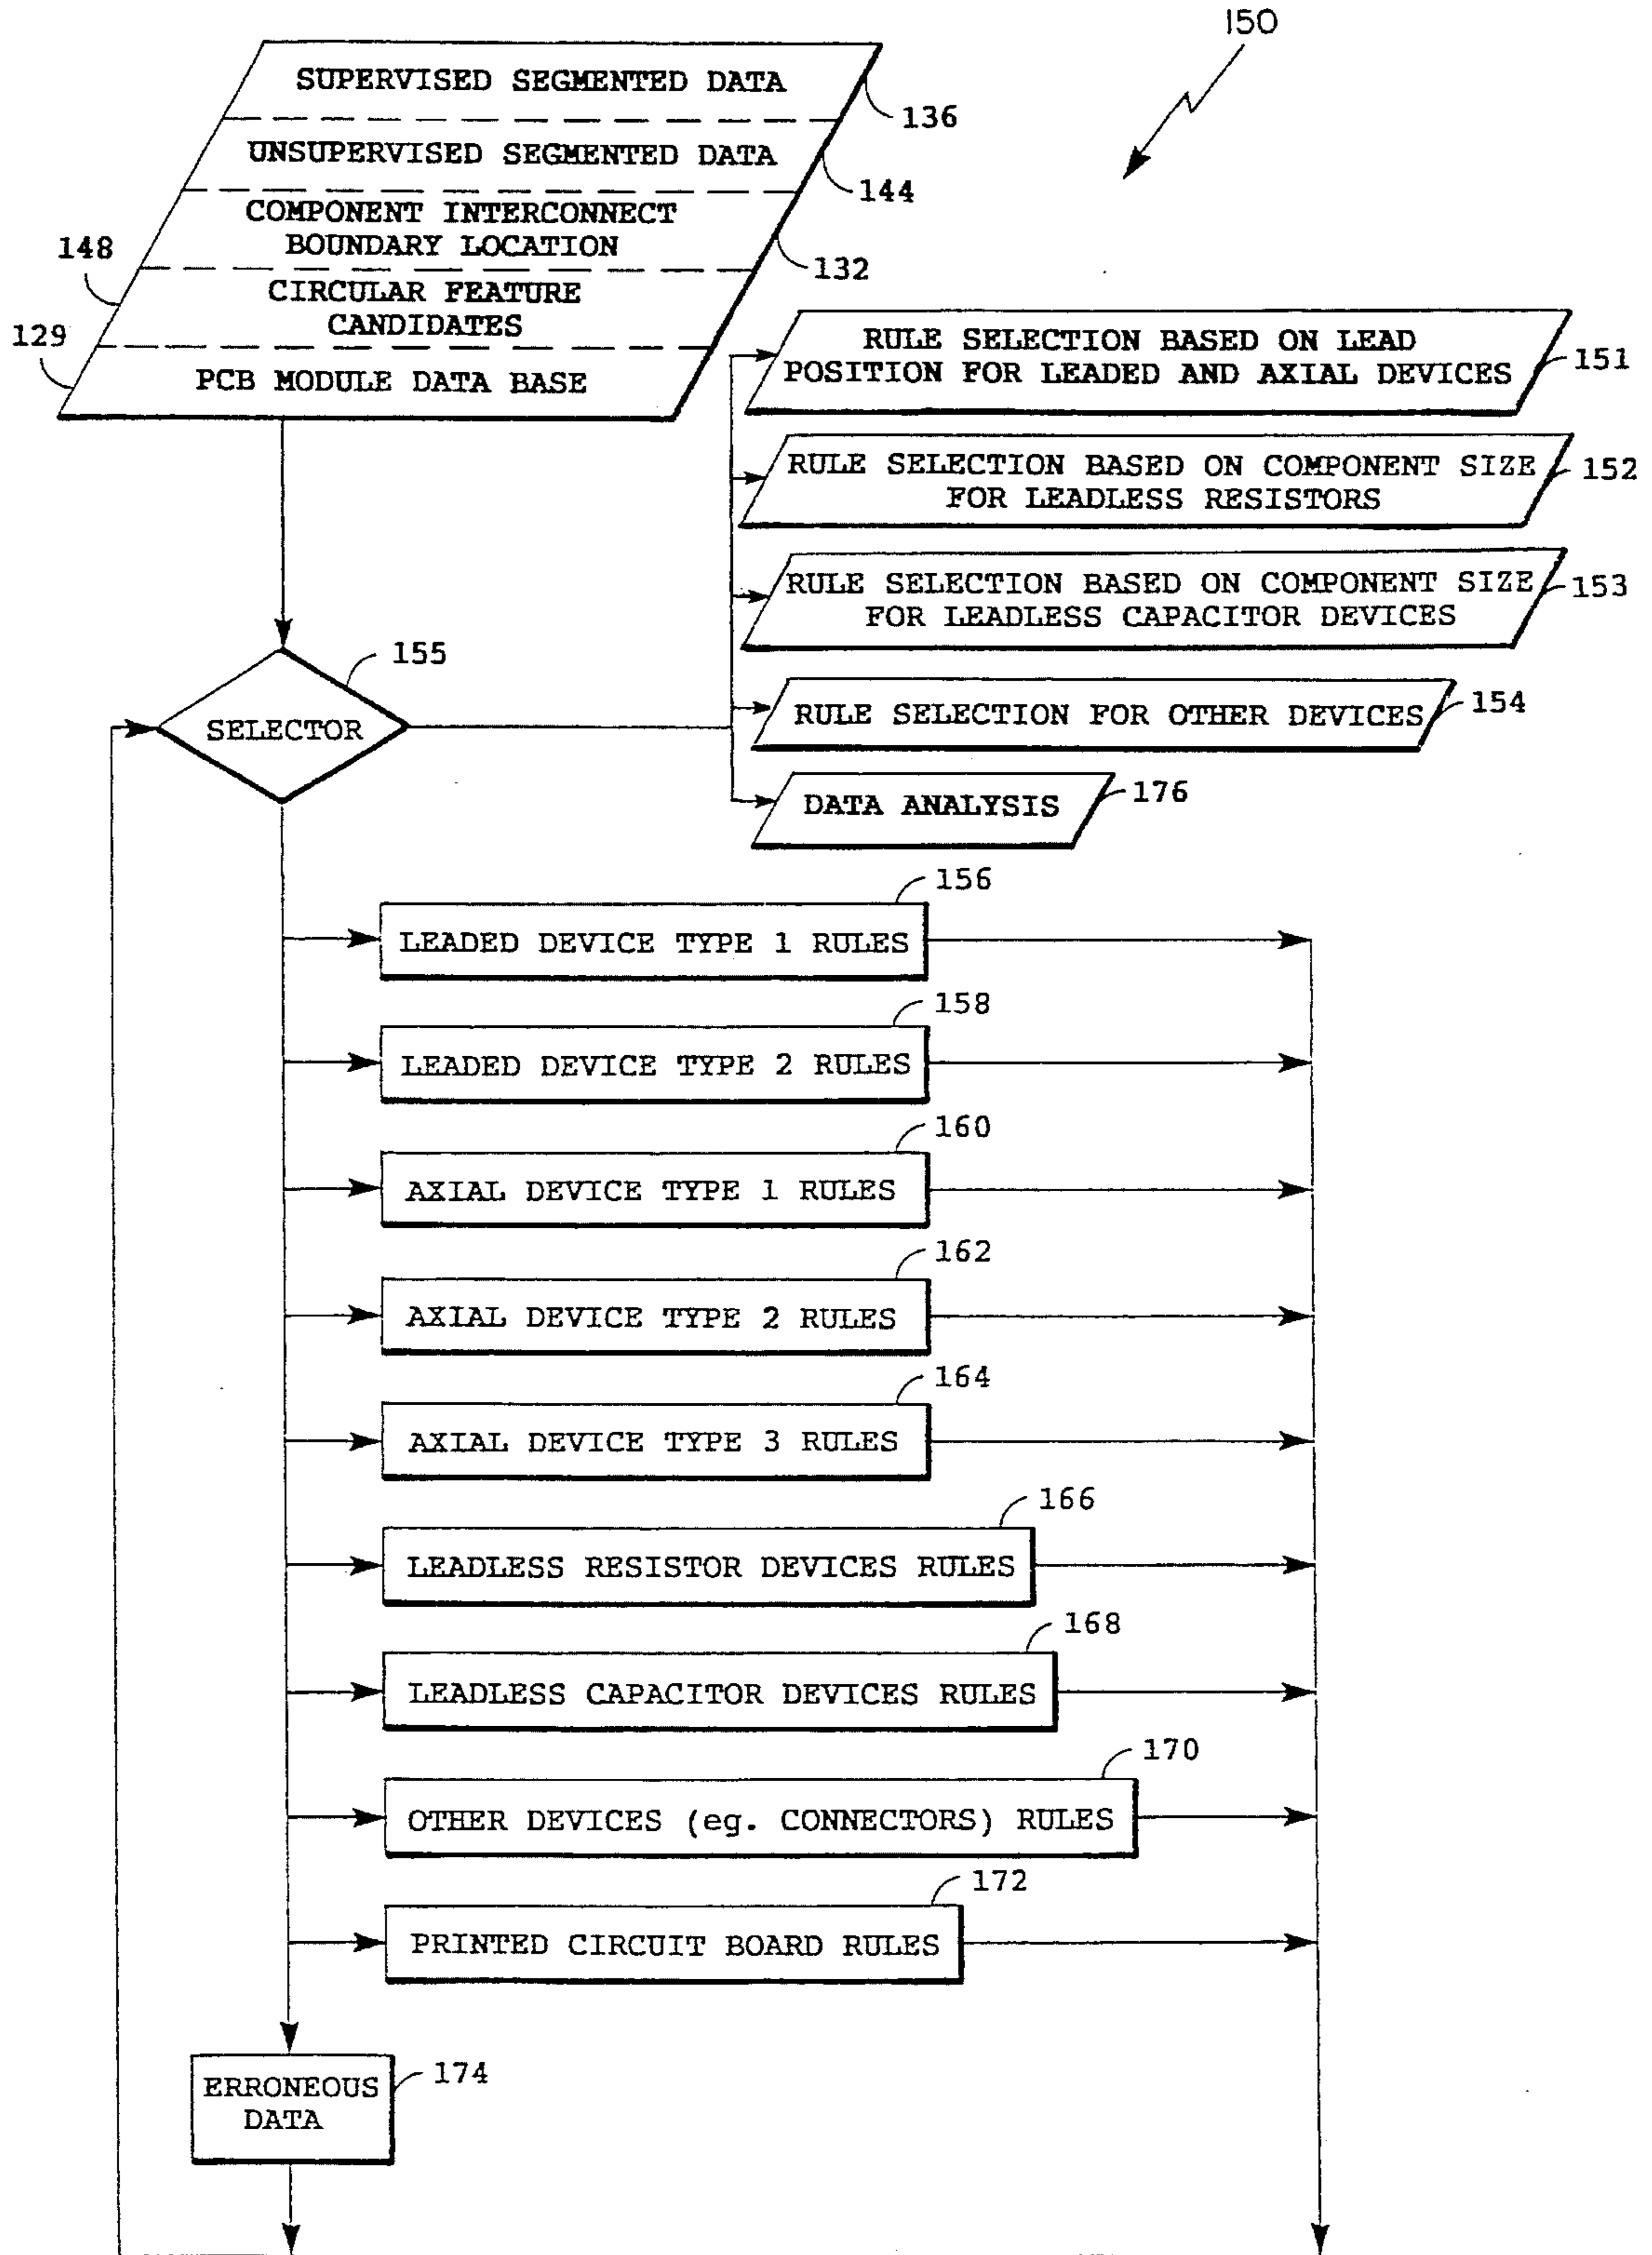 150
SUPERVISED SEGMENTED DATA
136
UNSUPERVISED SEGMENTED DATA
144
COMPONENT INTERCONNECT
BOUNDARY LOCATION
132
148
CIRCULAR FEATURE
CANDIDATES
129
PCB MODULE DATA BASE
RULE SELECTION BASED ON LEAD
POSITION FOR LEADED AND AXIAL DEVICES
151
RULE SELECTION BASED ON COMPONENT SIZE
FOR LEADLESS RESISTORS
152
RULE SELECTION BASED ON COMPONENT SIZE
FOR LEADLESS CAPACITOR DEVICES
153
155
SELECTOR
RULE SELECTION FOR OTHER DEVICES
154
DATA ANALYSIS
176
156
LEADED DEVICE TYPE 1 RULES
158
LEADED DEVICE TYPE 2 RULES
160
AXIAL DEVICE TYPE 1 RULES
162
AXIAL DEVICE TYPE 2 RULES
164
AXIAL DEVICE TYPE 3 RULES
166
LEADLESS RESISTOR DEVICES RULES
168
LEADLESS CAPACITOR DEVICES RULES
170
OTHER DEVICES (eg. CONNECTORS) RULES
172
PRINTED CIRCUIT BOARD RULES
174
ERRONEOUS
DATA